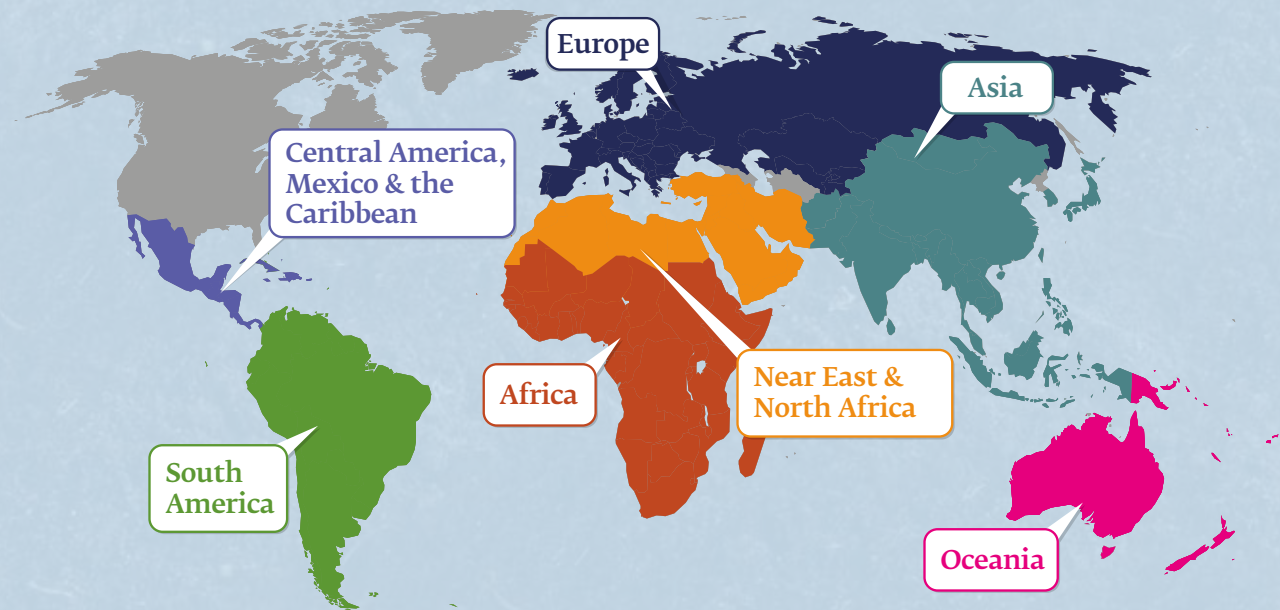 Europe
Asia
Central America,
Mexico & the
Caribbean
Africa
Near East &
North Africa
South
America
Oceania